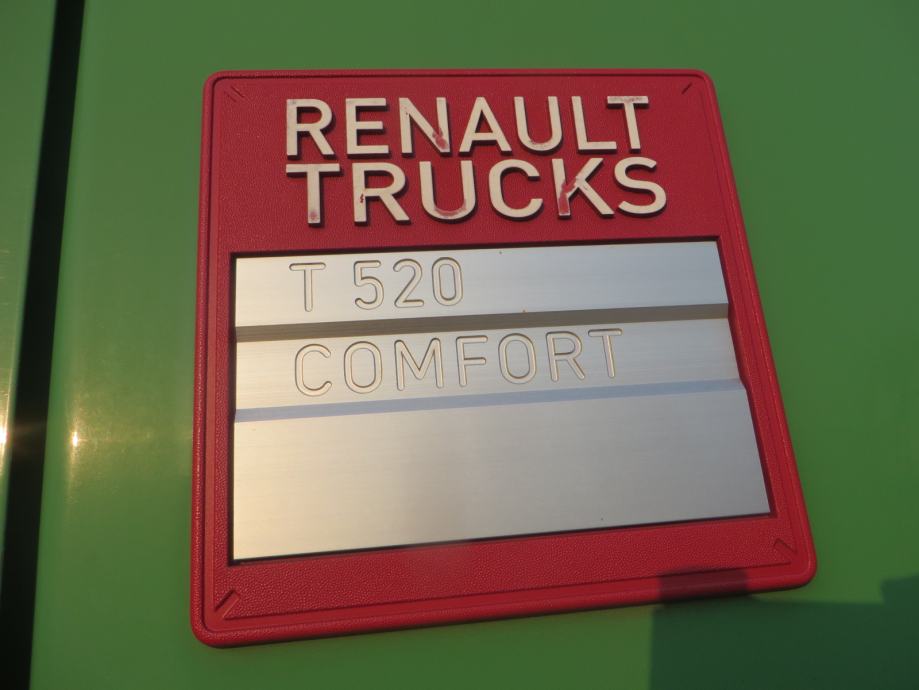 RENAULT
TRUCKS
T 520
COMFORT